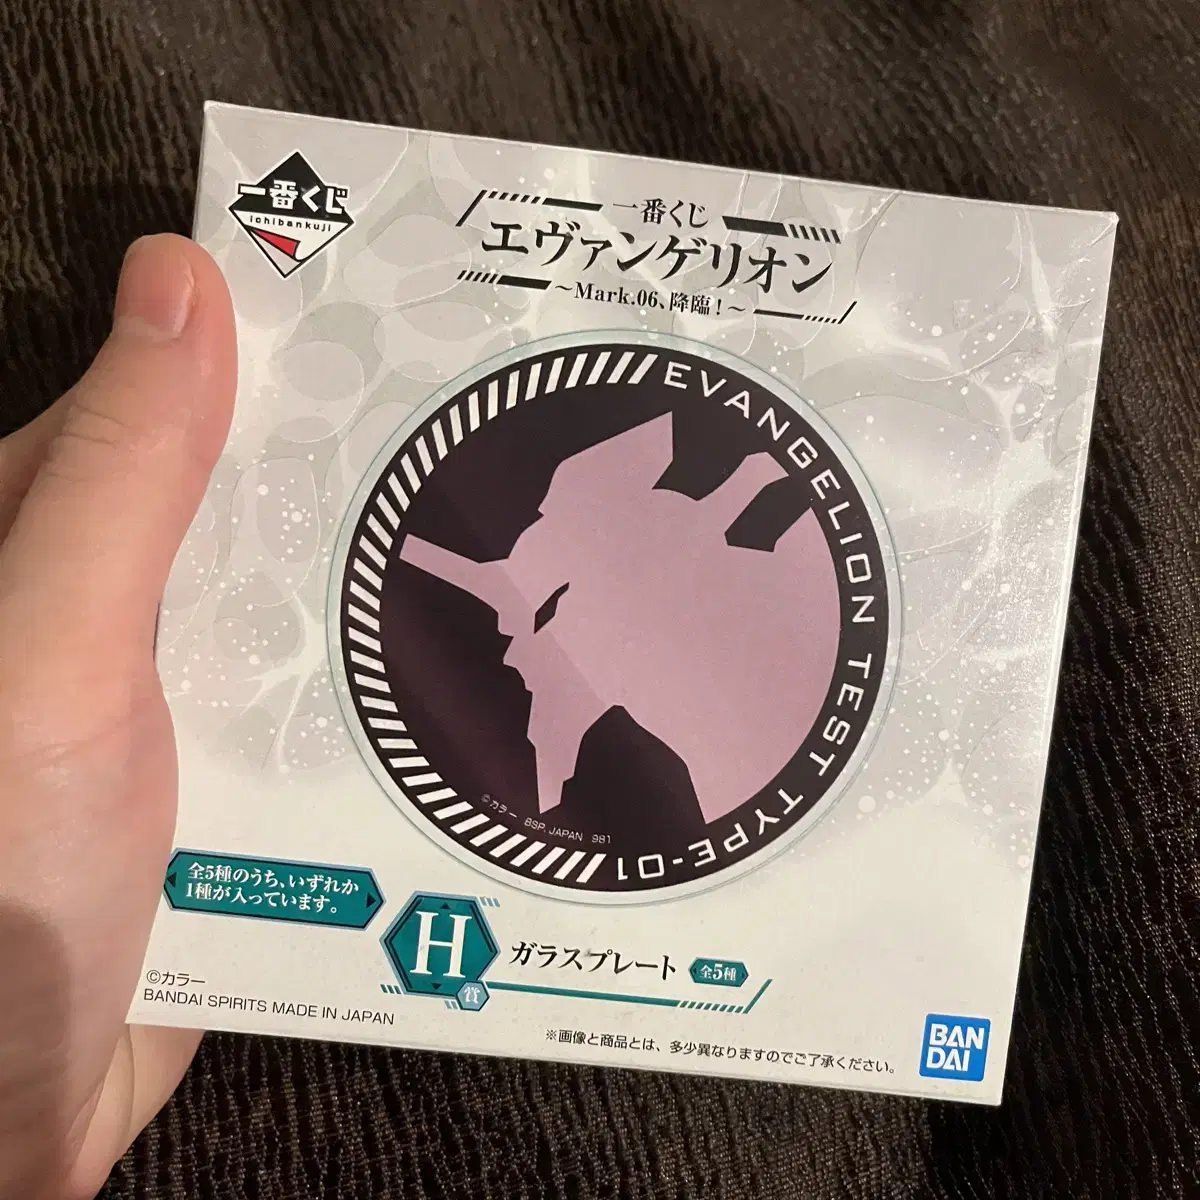 一番くじ
ichibankuji
一番くじ
エヴァンゲリオン
~Mark.06、降臨!~
EVANGELION TEST TYPE-01
©カラー BSP, JAPAN 981
全5種のうち、いずれか
1種が入っています。
H
賞
ガラスプレート
全5種
©カラー
BANDAI SPIRITS MADE IN JAPAN
※画像と商品とは、多少異なりますのでご了承ください。
BAN
DAI